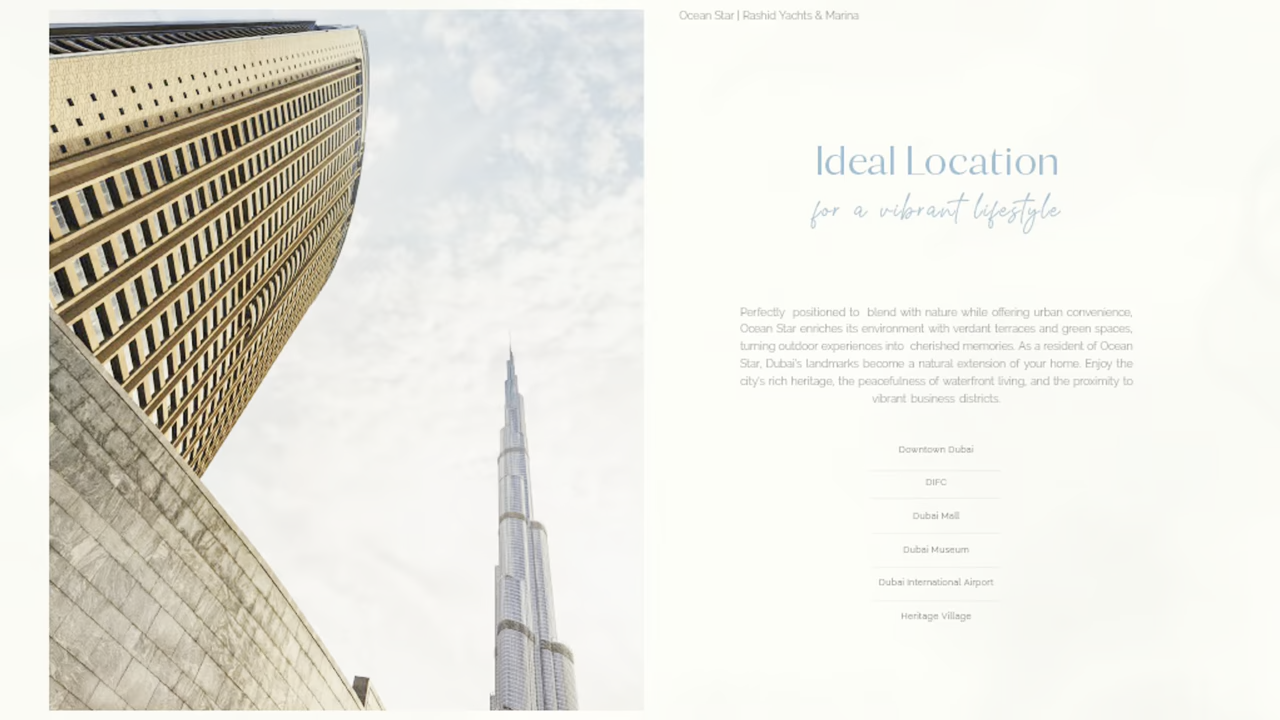 Ocean Star | Rashid Yachts & Marina
Ideal Location
for a vibrant lifestyle
Perfectly positioned to blend with nature while offering urban convenience,
Ocean Star enriches its environment with verdant terraces and green spaces,
turning outdoor experiences into cherished memories. As a resident of Ocean
Star, Dubai's landmarks become a natural extension of your home. Enjoy the
city's rich heritage, the peacefulness of waterfront living, and the proximity to
vibrant business districts.
Downtown Dubai
DIFC
Dubai Mall
Dubai Museum
Dubai International Airport
Heritage Village